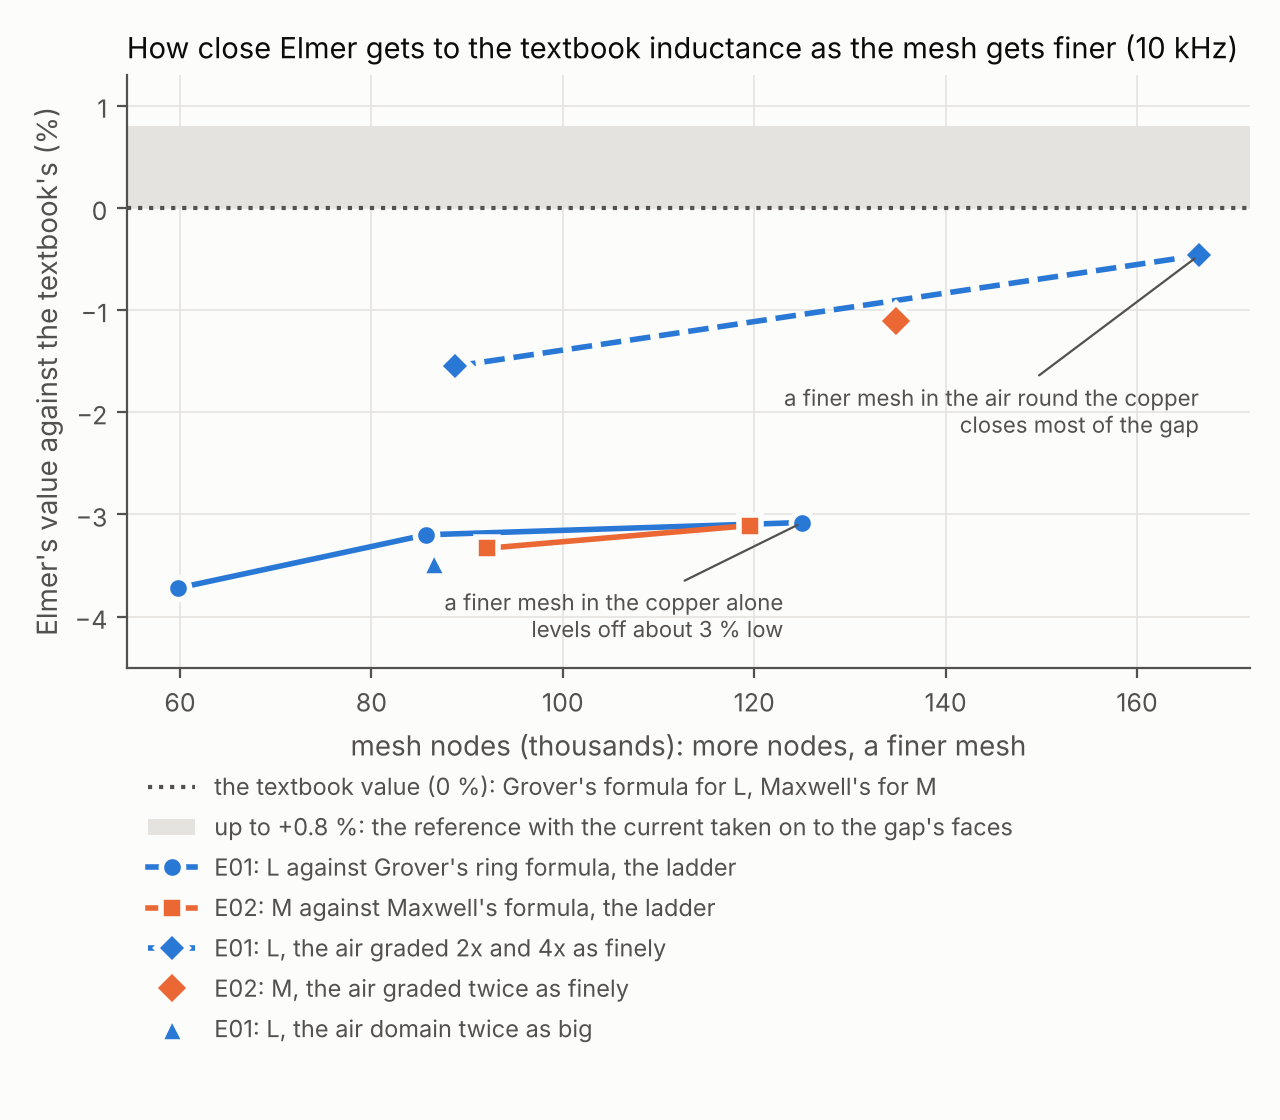 How close Elmer gets to the textbook inductance as the mesh gets finer (10 kHz)
Elmer's value against the textbook's (%)
1
0
−1
−2
−3
−4
a finer mesh in the air round the copper
closes most of the gap
a finer mesh in the copper alone
levels off about 3 % low
60
80
100
120
140
160
mesh nodes (thousands): more nodes, a finer mesh
the textbook value (0 %): Grover's formula for L, Maxwell's for M
up to +0.8 %: the reference with the current taken on to the gap's faces
E01: L against Grover's ring formula, the ladder
E02: M against Maxwell's formula, the ladder
E01: L, the air graded 2x and 4x as finely
E02: M, the air graded twice as finely
E01: L, the air domain twice as big